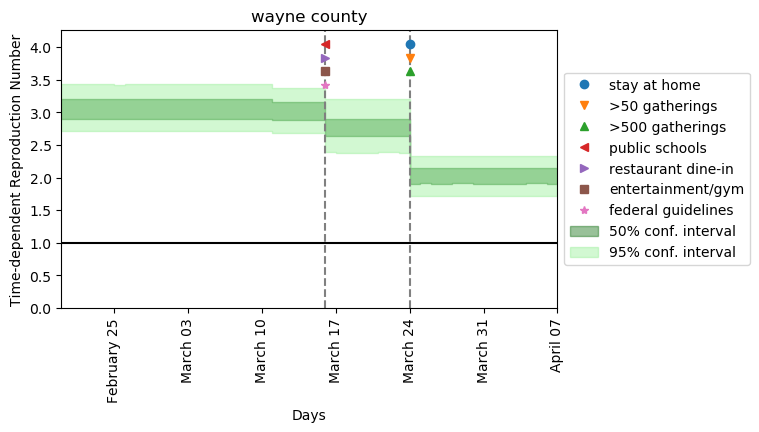 wayne county
Time-dependent Reproduction Number
4.0
3.5
3.0
2.5
2.0
1.5
1.0
0.5
0.0
February 25
March 03
March 10
March 17
March 24
March 31
April 07
Days
stay at home
>50 gatherings
>500 gatherings
public schools
restaurant dine-in
entertainment/gym
federal guidelines
50% conf. interval
95% conf. interval